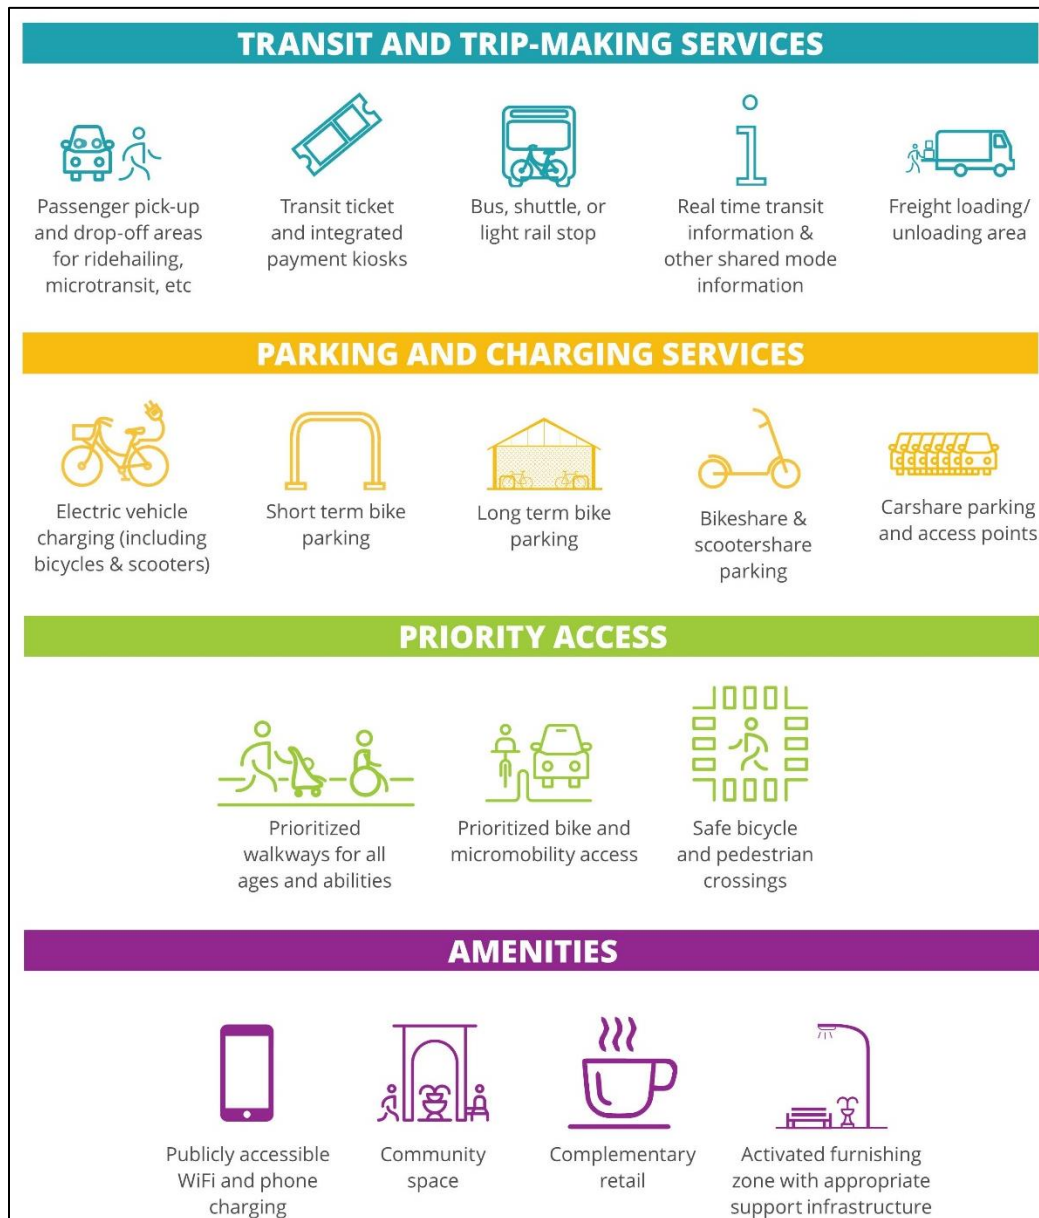 TRANSIT AND TRIP-MAKING SERVICES
Passenger pick-up
and drop-off areas
for ridehailing,
microtransit, etc
Transit ticket
and integrated
payment kiosks
Bus, shuttle, or
light rail stop
Real time transit
information &
other shared mode
information
Freight loading/
unloading area
PARKING AND CHARGING SERVICES
Electric vehicle
charging (including
bicycles & scooters)
Short term bike
parking
Long term bike
parking
Bikeshare &
scootershare
parking
Carshare parking
and access points
PRIORITY ACCESS
Prioritized
walkways for all
ages and abilities
Prioritized bike and
micromobility access
Safe bicycle
and pedestrian
crossings
AMENITIES
Publicly accessible
WiFi and phone
charging
Community
space
Complementary
retail
Activated furnishing
zone with appropriate
support infrastructure